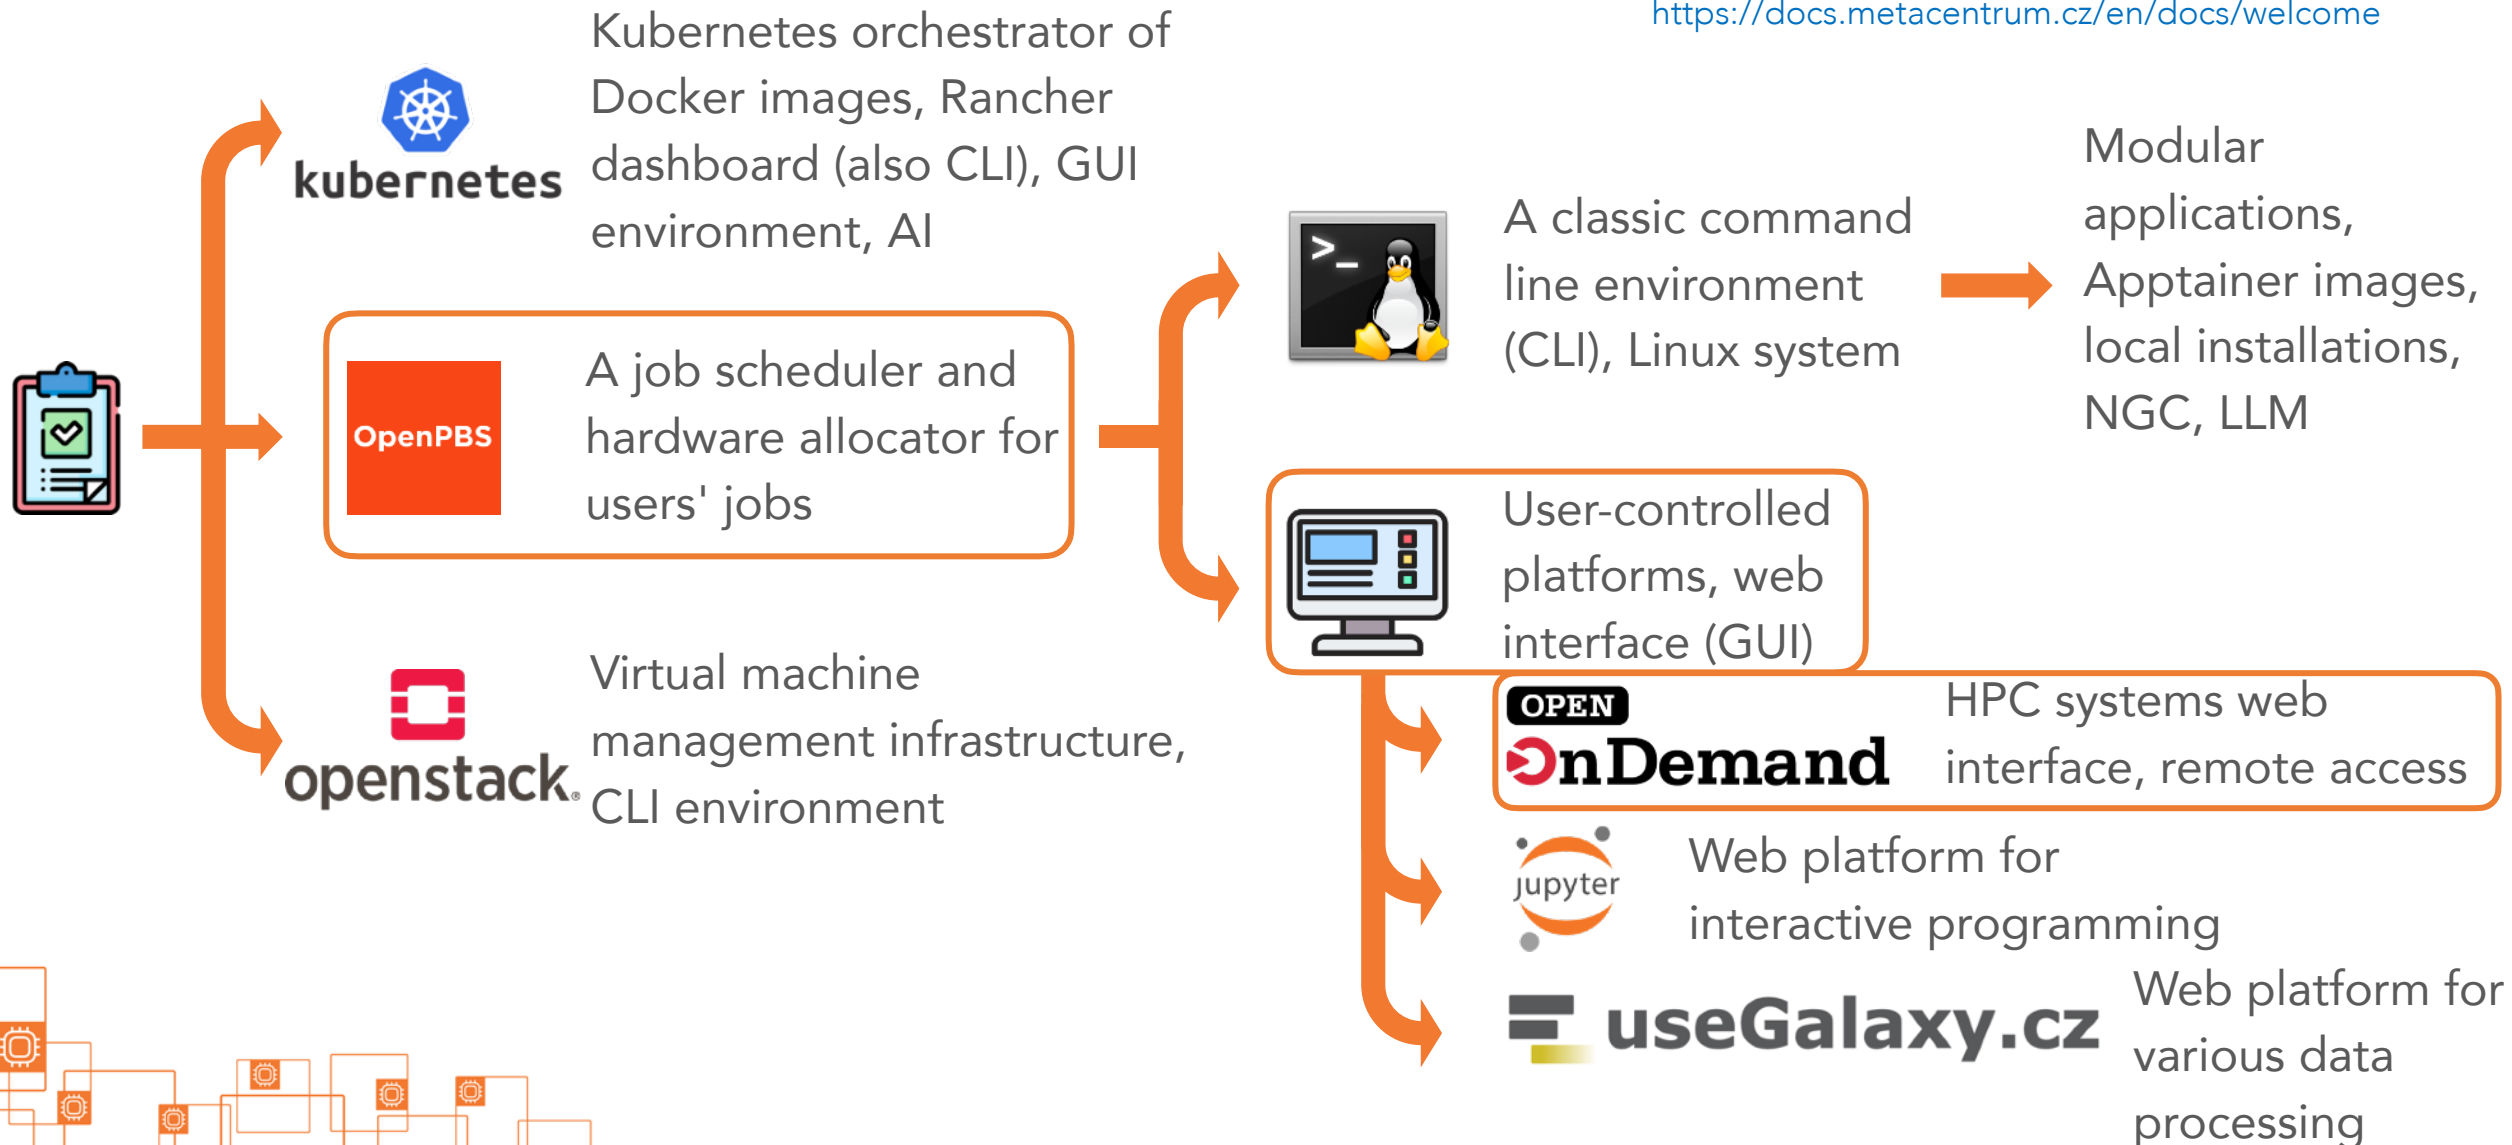 https://docs.metacentrum.cz/en/docs/welcome
kubernetes
Kubernetes orchestrator of
Docker images, Rancher
dashboard (also CLI), GUI
environment, AI
OpenPBS
A job scheduler and
hardware allocator for
users' jobs
openstack.
Virtual machine
management infrastructure,
CLI environment
>_
A classic command
line environment
(CLI), Linux system
Modular
applications,
Apptainer images,
local installations,
NGC, LLM
User-controlled
platforms, web
interface (GUI)
OPEN
OnDemand
HPC systems web
interface, remote access
Jupyter
Web platform for
interactive programming
useGalaxy.cz
Web platform for
various data
processing